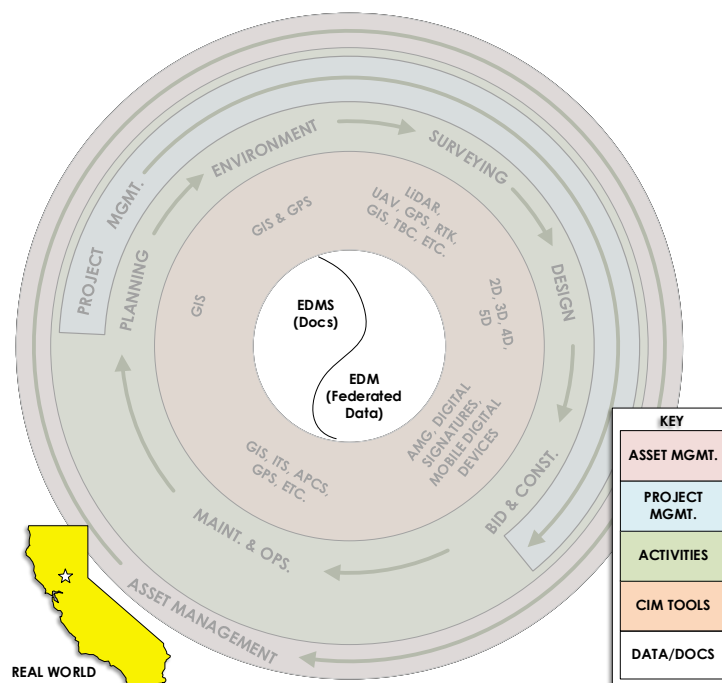 ENVIRONMENT
SURVEYING
PROJECT MGMT.
PLANNING
DESIGN
BID & CONST.
MAINT. & OPS.
ASSET MANAGEMENT
GIS & GPS
LiDAR,
UAV, GPS, RTK,
GIS, TBC, ETC.
GIS
2D, 3D, 4D,
5D
AMG, DIGITAL
SIGNATURES,
MOBILE DIGITAL
DEVICES
GIS, ITS, APCS,
GPS, ETC.
EDMS
(Docs)
EDM
(Federated
Data)
KEY
ASSET MGMT.
PROJECT
MGMT.
ACTIVITIES
CIM TOOLS
DATA/DOCS
REAL WORLD